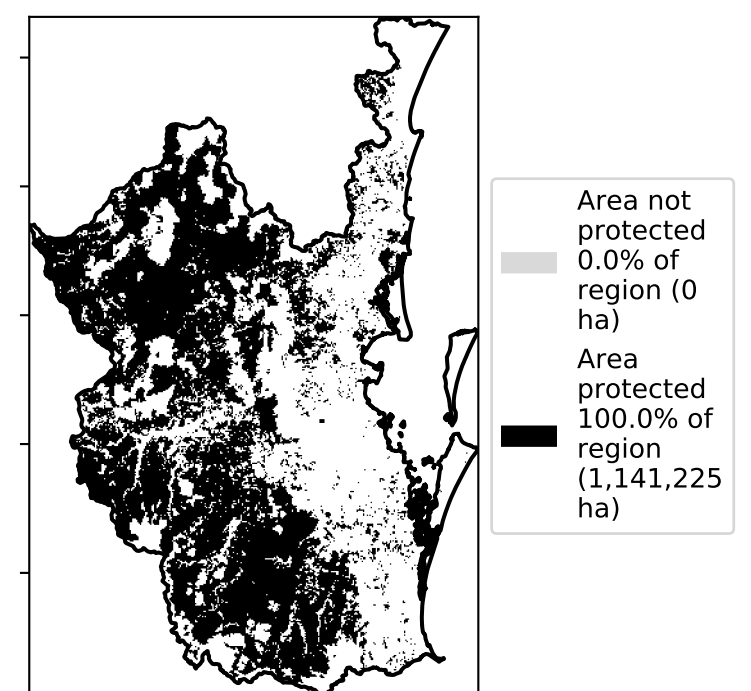 Area not
protected
0.0% of
region (0
ha)
Area
protected
100.0% of
region
(1,141,225
ha)